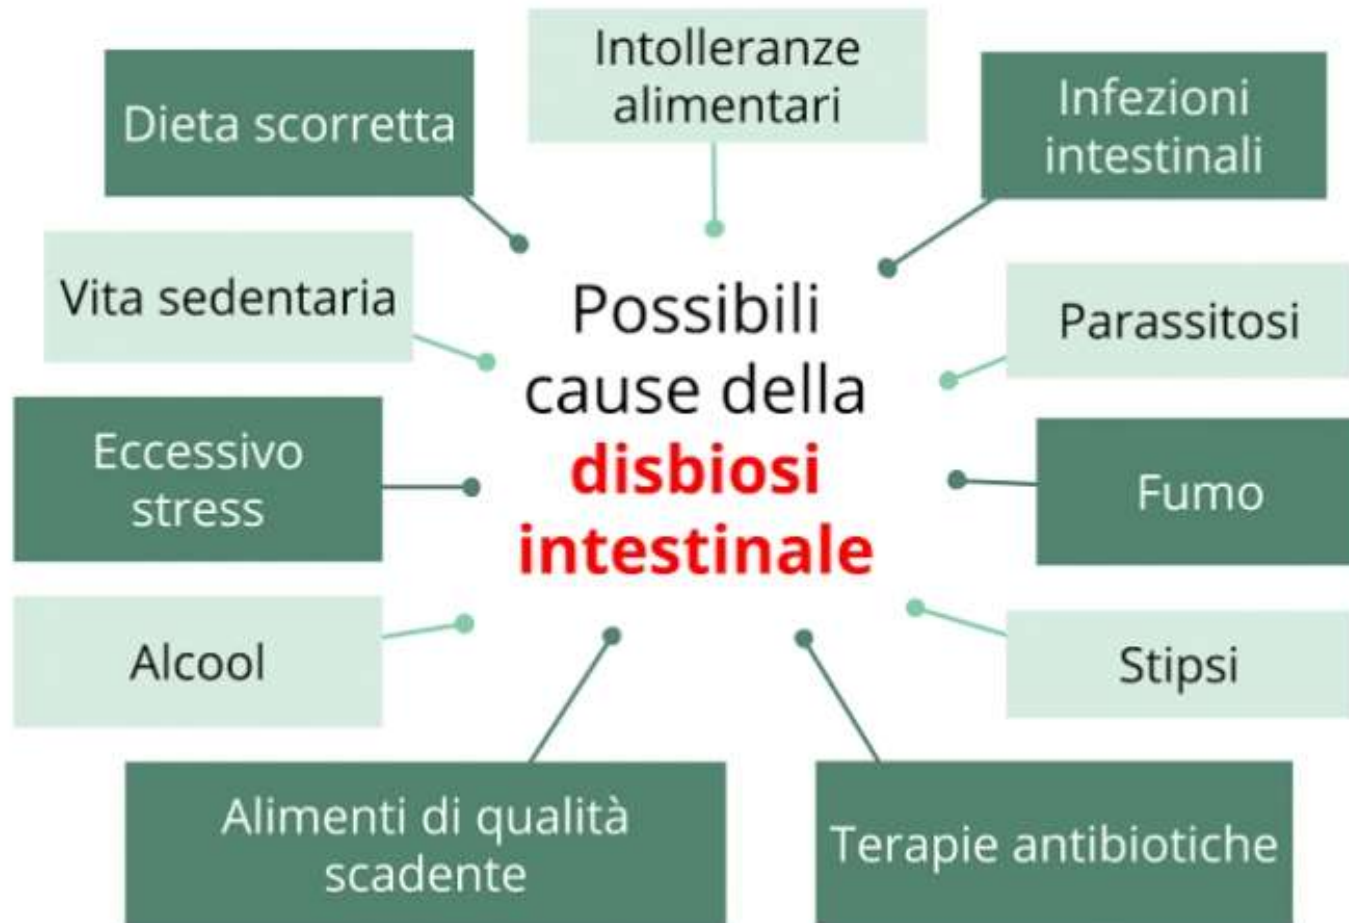 Intolleranze
alimentari
Dieta scorretta
Infezioni
intestinali
Vita sedentaria
Possibili
cause della
disbiosi
intestinale
Parassitosi
Eccessivo
stress
Fumo
Alcool
Stipsi
Alimenti di qualità
scadente
Terapie antibiotiche